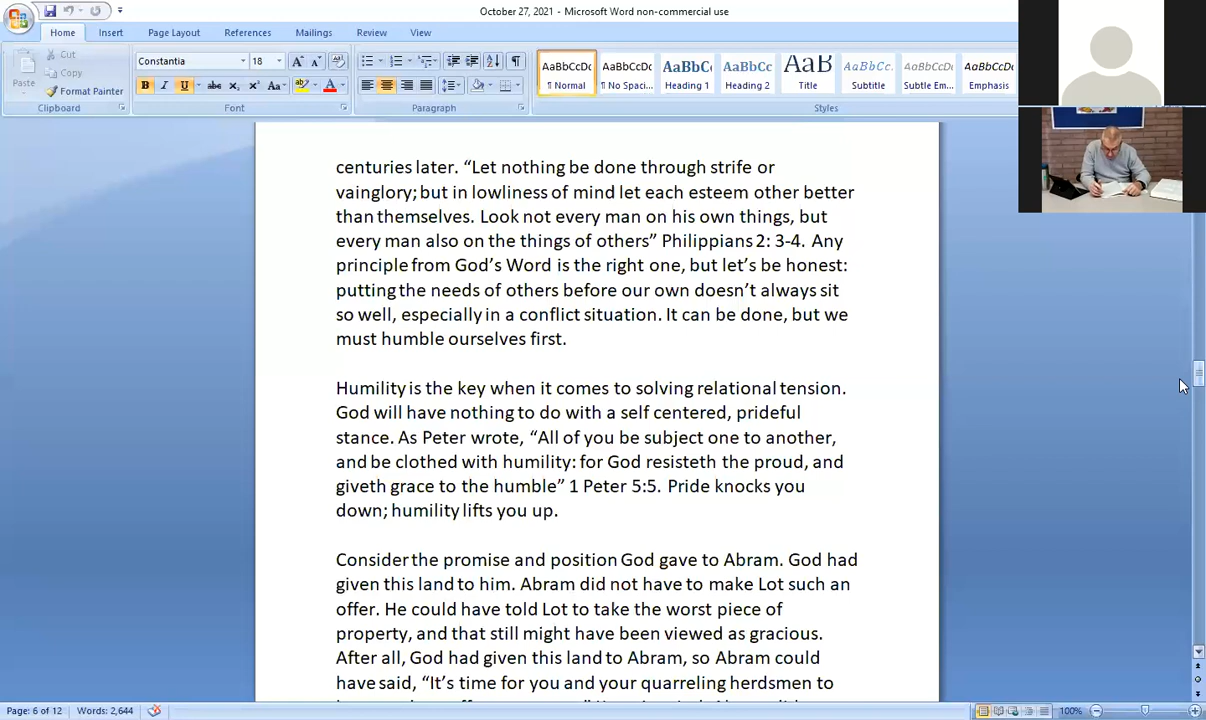 October 27, 2021 - Microsoft Word non-commercial use
Home Insert Page Layout References Mailings Review View
Paste
Cut
Copy
Format Painter
Clipboard
Constantia 18
B I U abc x₂ x² Aa
Font
Paragraph
AaBbCcDc AaBbCcDc AaBbCc AaBbCc AaB AaBbCc. AaBbCcDc AaBbCcDc
¶ Normal ¶ No Spaci... Heading 1 Heading 2 Title Subtitle Subtle Em... Emphasis
Styles
centuries later. “Let nothing be done through strife or
vainglory; but in lowliness of mind let each esteem other better
than themselves. Look not every man on his own things, but
every man also on the things of others” Philippians 2: 3-4. Any
principle from God’s Word is the right one, but let’s be honest:
putting the needs of others before our own doesn’t always sit
so well, especially in a conflict situation. It can be done, but we
must humble ourselves first.
Humility is the key when it comes to solving relational tension.
God will have nothing to do with a self centered, prideful
stance. As Peter wrote, “All of you be subject one to another,
and be clothed with humility: for God resisteth the proud, and
giveth grace to the humble” 1 Peter 5:5. Pride knocks you
down; humility lifts you up.
Consider the promise and position God gave to Abram. God had
given this land to him. Abram did not have to make Lot such an
offer. He could have told Lot to take the worst piece of
property, and that still might have been viewed as gracious.
After all, God had given this land to Abram, so Abram could
have said, “It’s time for you and your quarreling herdsmen to
Page: 6 of 12 Words: 2,644 100%